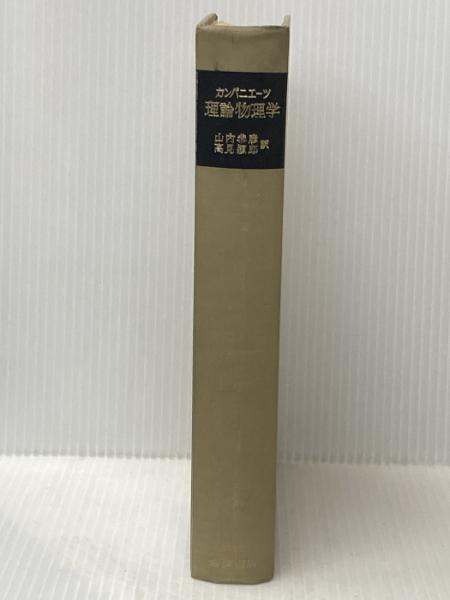 カンパニエーツ
理論物理学
山内恭彦
高見穎郎 訳